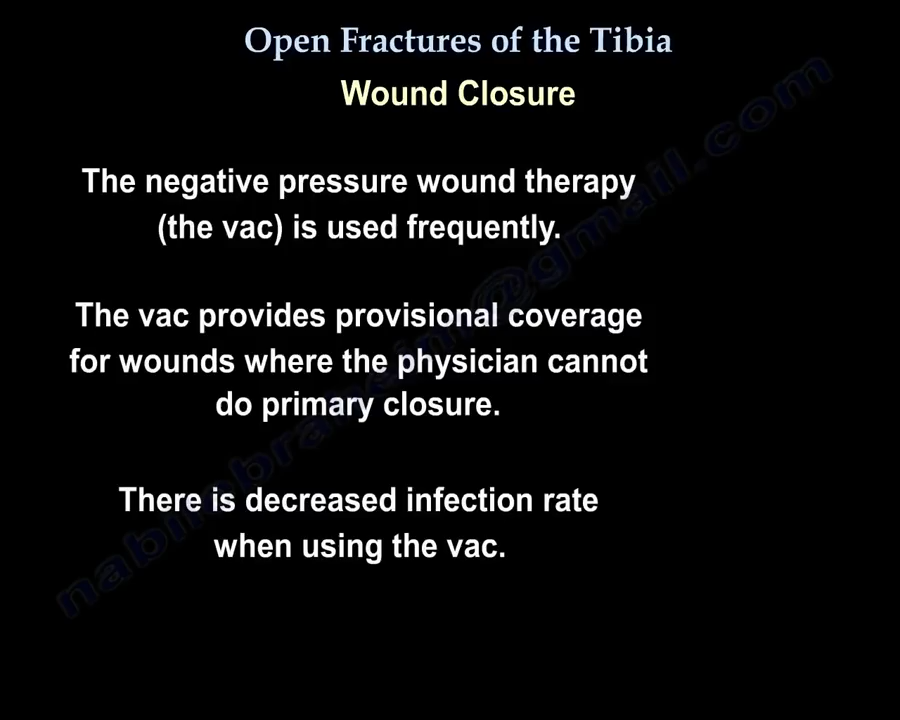 Open Fractures of the Tibia
Wound Closure
The negative pressure wound therapy
(the vac) is used frequently.
The vac provides provisional coverage
for wounds where the physician cannot
do primary closure.
There is decreased infection rate
when using the vac.